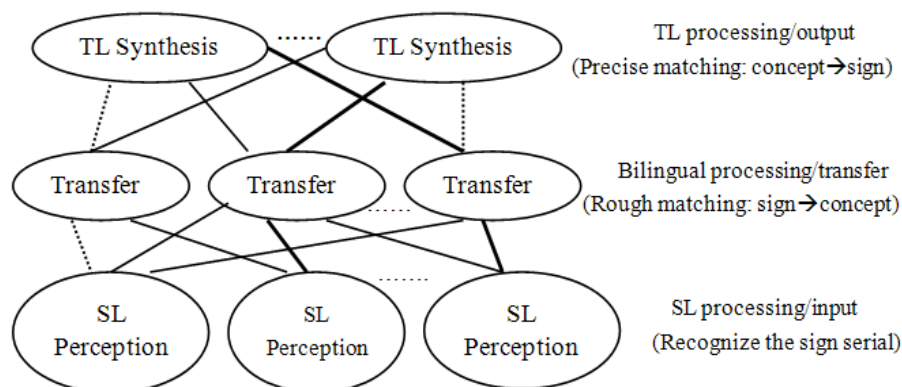 TL Synthesis
......
TL Synthesis
TL processing/output
(Precise matching: concept→sign)
Transfer
Transfer
Transfer
Bilingual processing/transfer
(Rough matching: sign→concept)
.......
.......
SL
Perception
SL
Perception
SL
Perception
SL processing/input
(Recognize the sign serial)